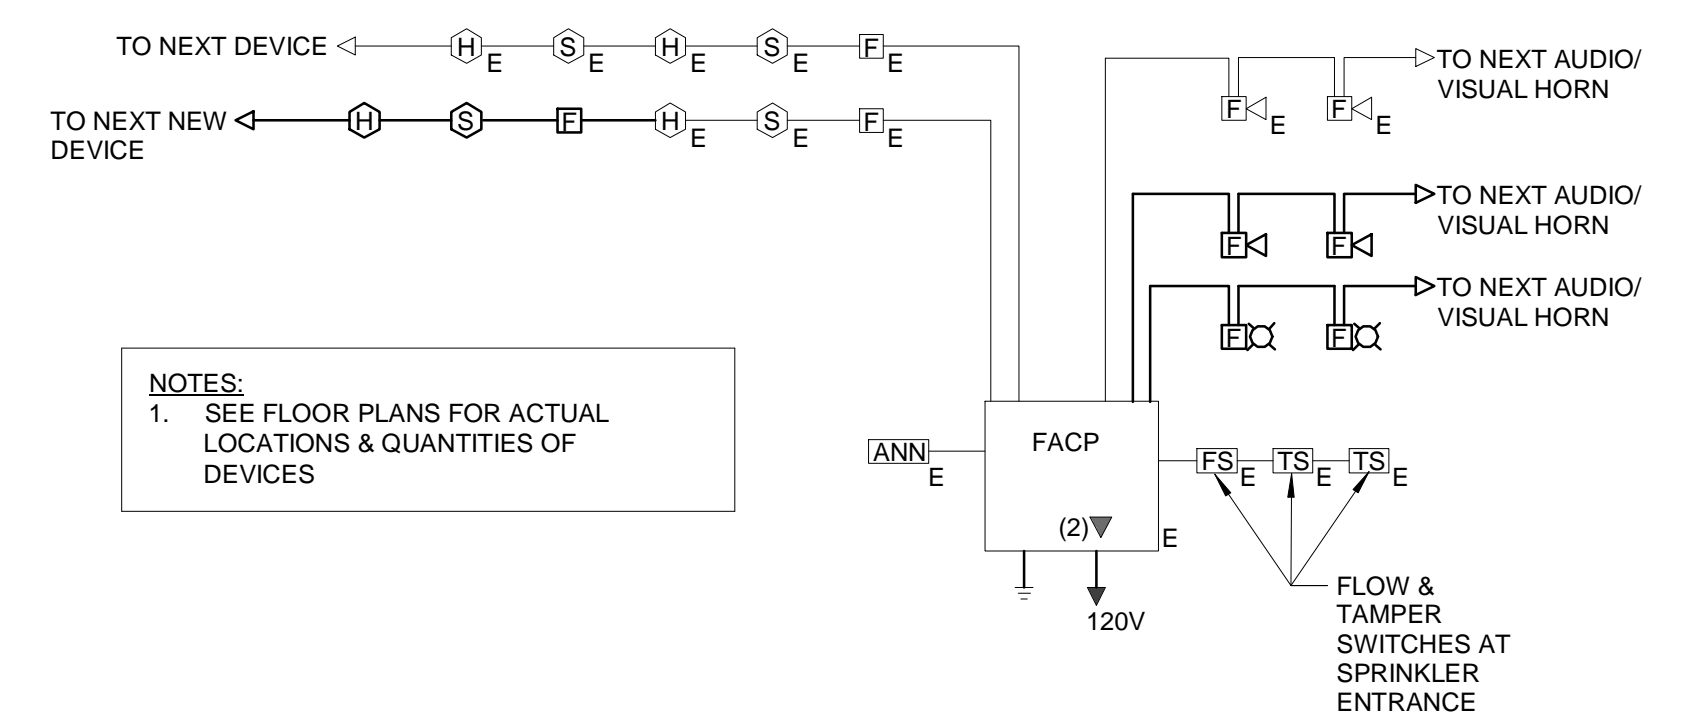 TO NEXT DEVICE
H E S E H E S E F E
TO NEXT NEW
DEVICE
H S F H E S E F E
F E F E
TO NEXT AUDIO/
VISUAL HORN
F F
TO NEXT AUDIO/
VISUAL HORN
F F
TO NEXT AUDIO/
VISUAL HORN
NOTES:
1. SEE FLOOR PLANS FOR ACTUAL
LOCATIONS & QUANTITIES OF
DEVICES
ANN E
FACP
(2)
E
120V
FS E TS E TS E
FLOW &
TAMPER
SWITCHES AT
SPRINKLER
ENTRANCE